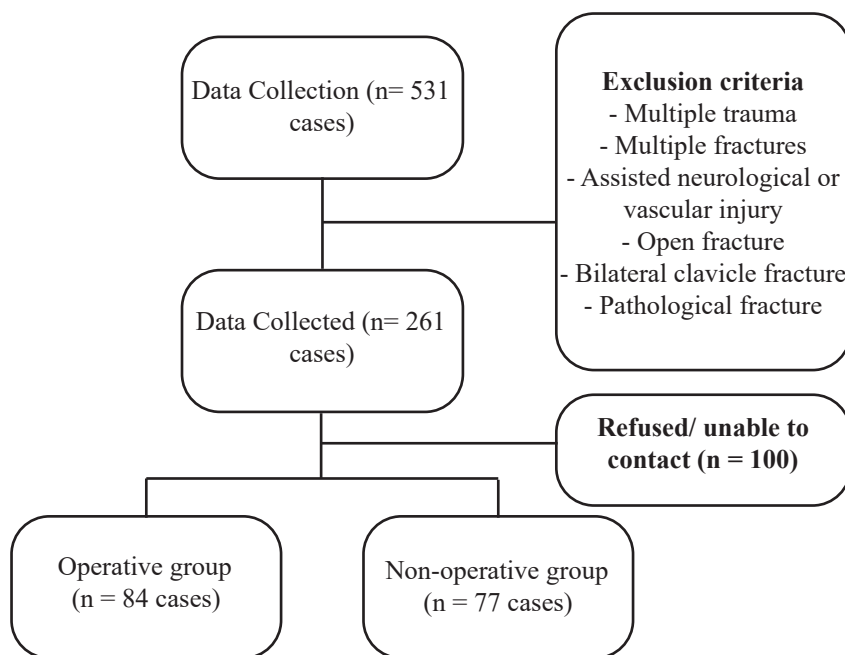 Data Collection (n= 531
cases)
Exclusion criteria
- Multiple trauma
- Multiple fractures
- Assisted neurological or
vascular injury
- Open fracture
- Bilateral clavicle fracture
- Pathological fracture
Data Collected (n= 261
cases)
Refused/ unable to
contact (n = 100)
Operative group
(n = 84 cases)
Non-operative group
(n = 77 cases)